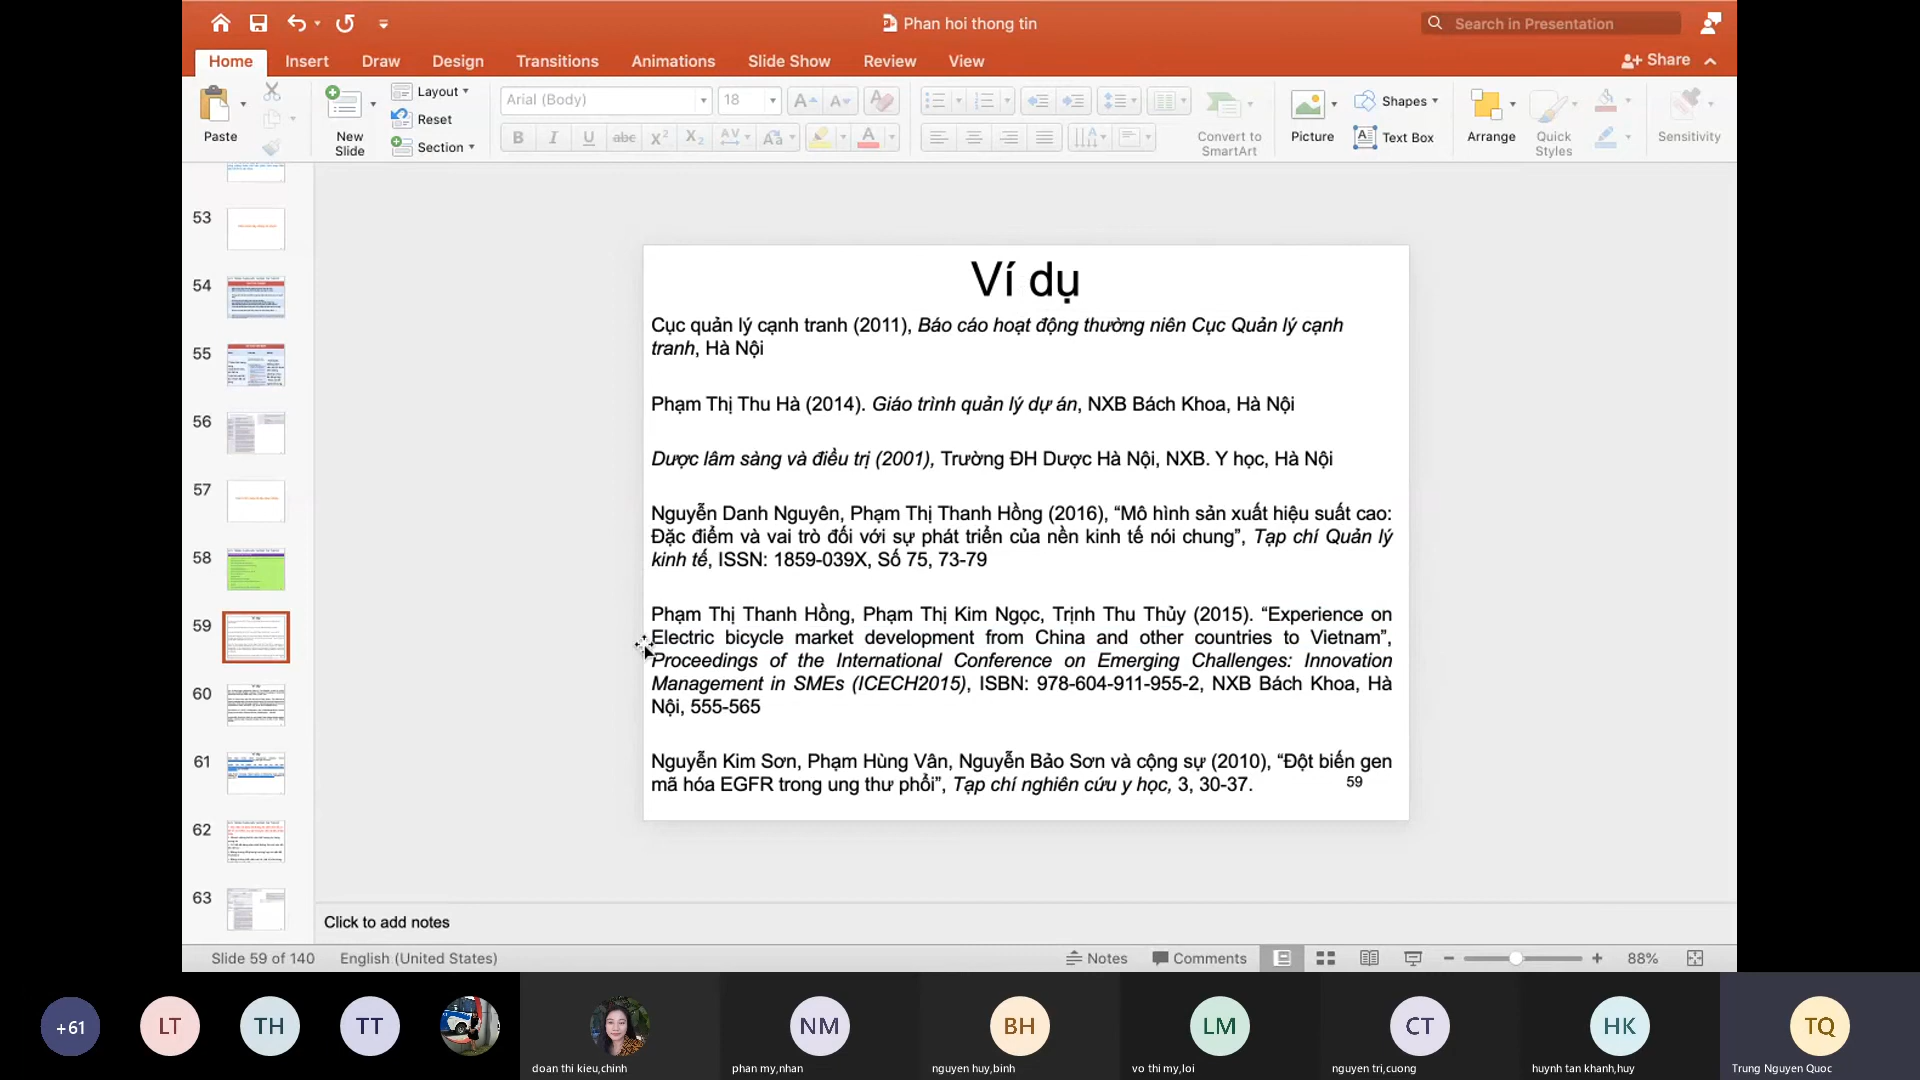 Phan hoi thong tin
Search in Presentation
Home Insert Draw Design Transitions Animations Slide Show Review View
Share
Paste
New Slide
Layout
Reset
Section
Arial (Body) 18
Convert to SmartArt
Picture
Shapes
Text Box
Arrange
Quick Styles
Sensitivity
53
54
55
56
57
58
59
60
61
62
63
Ví dụ
Cục quản lý cạnh tranh (2011), Báo cáo hoạt động thường niên Cục Quản lý cạnh
tranh, Hà Nội
Phạm Thị Thu Hà (2014). Giáo trình quản lý dự án, NXB Bách Khoa, Hà Nội
Dược lâm sàng và điều trị (2001), Trường ĐH Dược Hà Nội, NXB. Y học, Hà Nội
Nguyễn Danh Nguyên, Phạm Thị Thanh Hồng (2016), “Mô hình sản xuất hiệu suất cao:
Đặc điểm và vai trò đối với sự phát triển của nền kinh tế nói chung”, Tạp chí Quản lý
kinh tế, ISSN: 1859-039X, Số 75, 73-79
Phạm Thị Thanh Hồng, Phạm Thị Kim Ngọc, Trịnh Thu Thủy (2015). “Experience on
Electric bicycle market development from China and other countries to Vietnam”,
Proceedings of the International Conference on Emerging Challenges: Innovation
Management in SMEs (ICECH2015), ISBN: 978-604-911-955-2, NXB Bách Khoa, Hà
Nội, 555-565
Nguyễn Kim Sơn, Phạm Hùng Vân, Nguyễn Bảo Sơn và cộng sự (2010), “Đột biến gen
mã hóa EGFR trong ung thư phổi”, Tạp chí nghiên cứu y học, 3, 30-37.
59
Click to add notes
Slide 59 of 140 English (United States) Notes Comments 88%
+61 LT TH TT NM BH LM CT HK TQ
doan thi kieu,chinh phan my,nhan nguyen huy,binh vo thi my,loi nguyen tri,cuong huynh tan khanh,huy Trung Nguyen Quoc